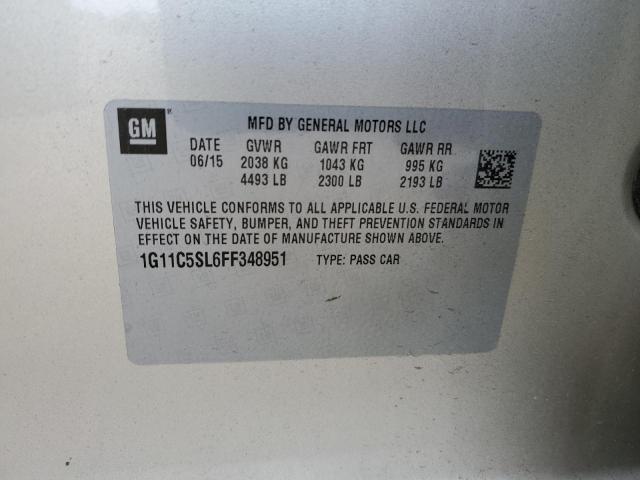 GM
MFD BY GENERAL MOTORS LLC
DATE GVWR GAWR FRT GAWR RR
06/15 2038 KG 1043 KG 995 KG
4493 LB 2300 LB 2193 LB
THIS VEHICLE CONFORMS TO ALL APPLICABLE U.S. FEDERAL MOTOR
VEHICLE SAFETY, BUMPER, AND THEFT PREVENTION STANDARDS IN
EFFECT ON THE DATE OF MANUFACTURE SHOWN ABOVE.
1G11C5SL6FF348951 TYPE: PASS CAR